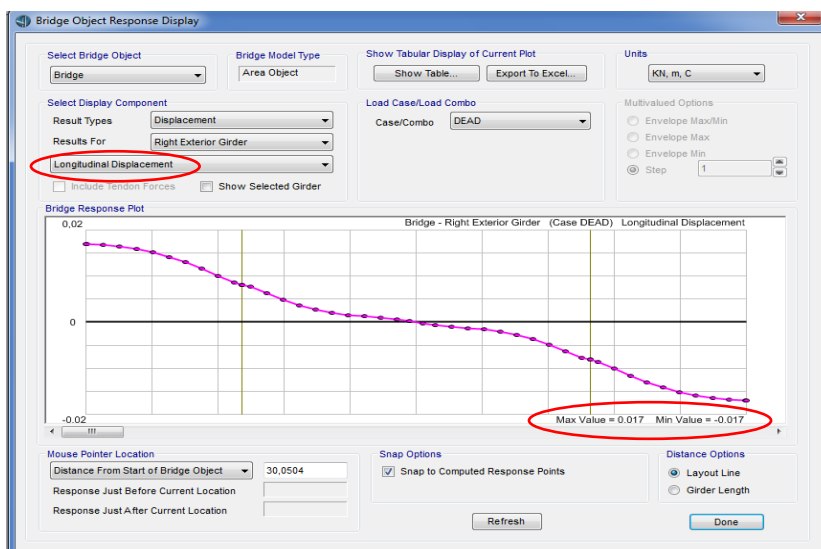 Bridge Object Response Display
Select Bridge Object
Bridge
Bridge Model Type
Area Object
Show Tabular Display of Current Plot
Show Table...
Export To Excel...
Units
KN, m, C
Select Display Component
Result Types
Displacement
Results For
Right Exterior Girder
Longitudinal Displacement
Include Tendon Forces
Show Selected Girder
Load Case/Load Combo
Case/Combo
DEAD
Multivalued Options
Envelope Max/Min
Envelope Max
Envelope Min
Step
1
Bridge Response Plot
0,02
Bridge - Right Exterior Girder (Case DEAD) Longitudinal Displacement
0
-0.02
Max Value = 0.017 Min Value = -0.017
Mouse Pointer Location
Distance From Start of Bridge Object
30,0504
Response Just Before Current Location
Response Just After Current Location
Snap Options
Snap to Computed Response Points
Distance Options
Layout Line
Girder Length
Refresh
Done